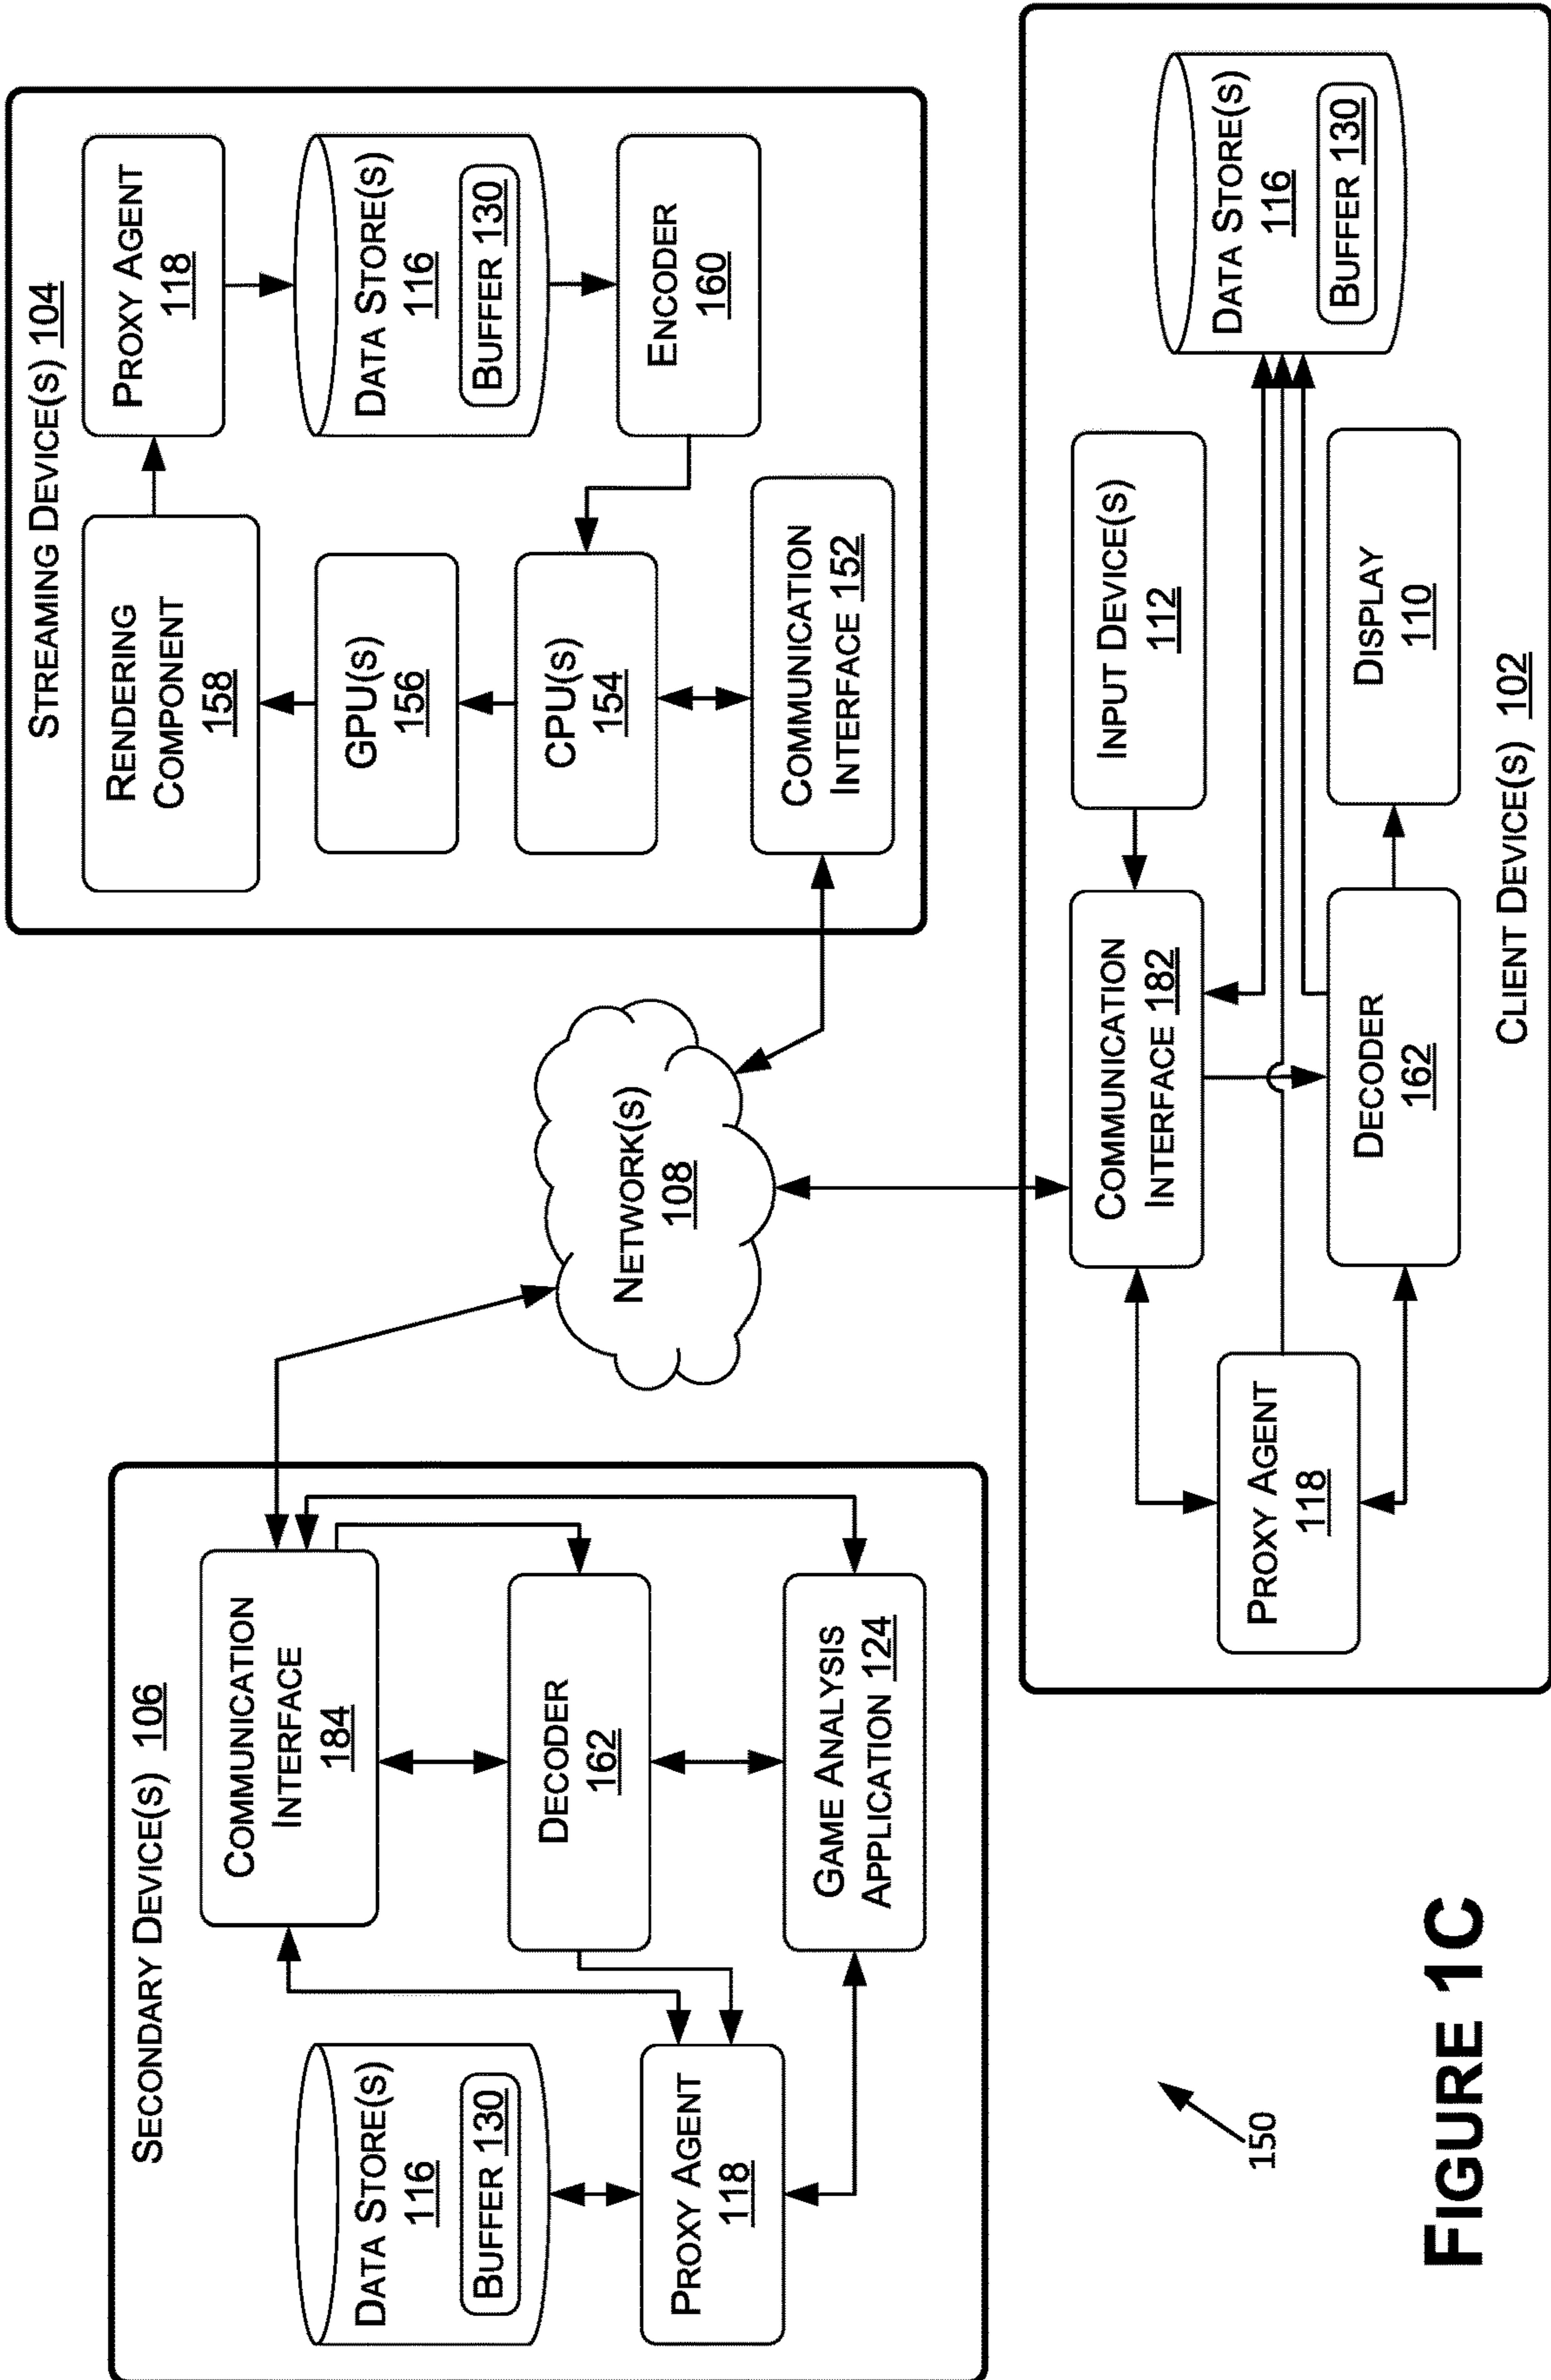 SECONDARY DEVICE(S) 106
DATA STORE(S)
116
BUFFER 130
PROXY AGENT
118
COMMUNICATION
INTERFACE
184
DECODER
162
GAME ANALYSIS
APPLICATION 124
NETWORK(S)
108
STREAMING DEVICE(S) 104
RENDERING
COMPONENT
158
PROXY AGENT
118
GPU(S)
156
DATA STORE(S)
116
BUFFER 130
CPU(S)
154
ENCODER
160
COMMUNICATION
INTERFACE 152
PROXY AGENT
118
COMMUNICATION
INTERFACE 182
INPUT DEVICE(S)
112
DECODER
162
DISPLAY
110
DATA STORE(S)
116
BUFFER 130
CLIENT DEVICE(S) 102
150
FIGURE 1C